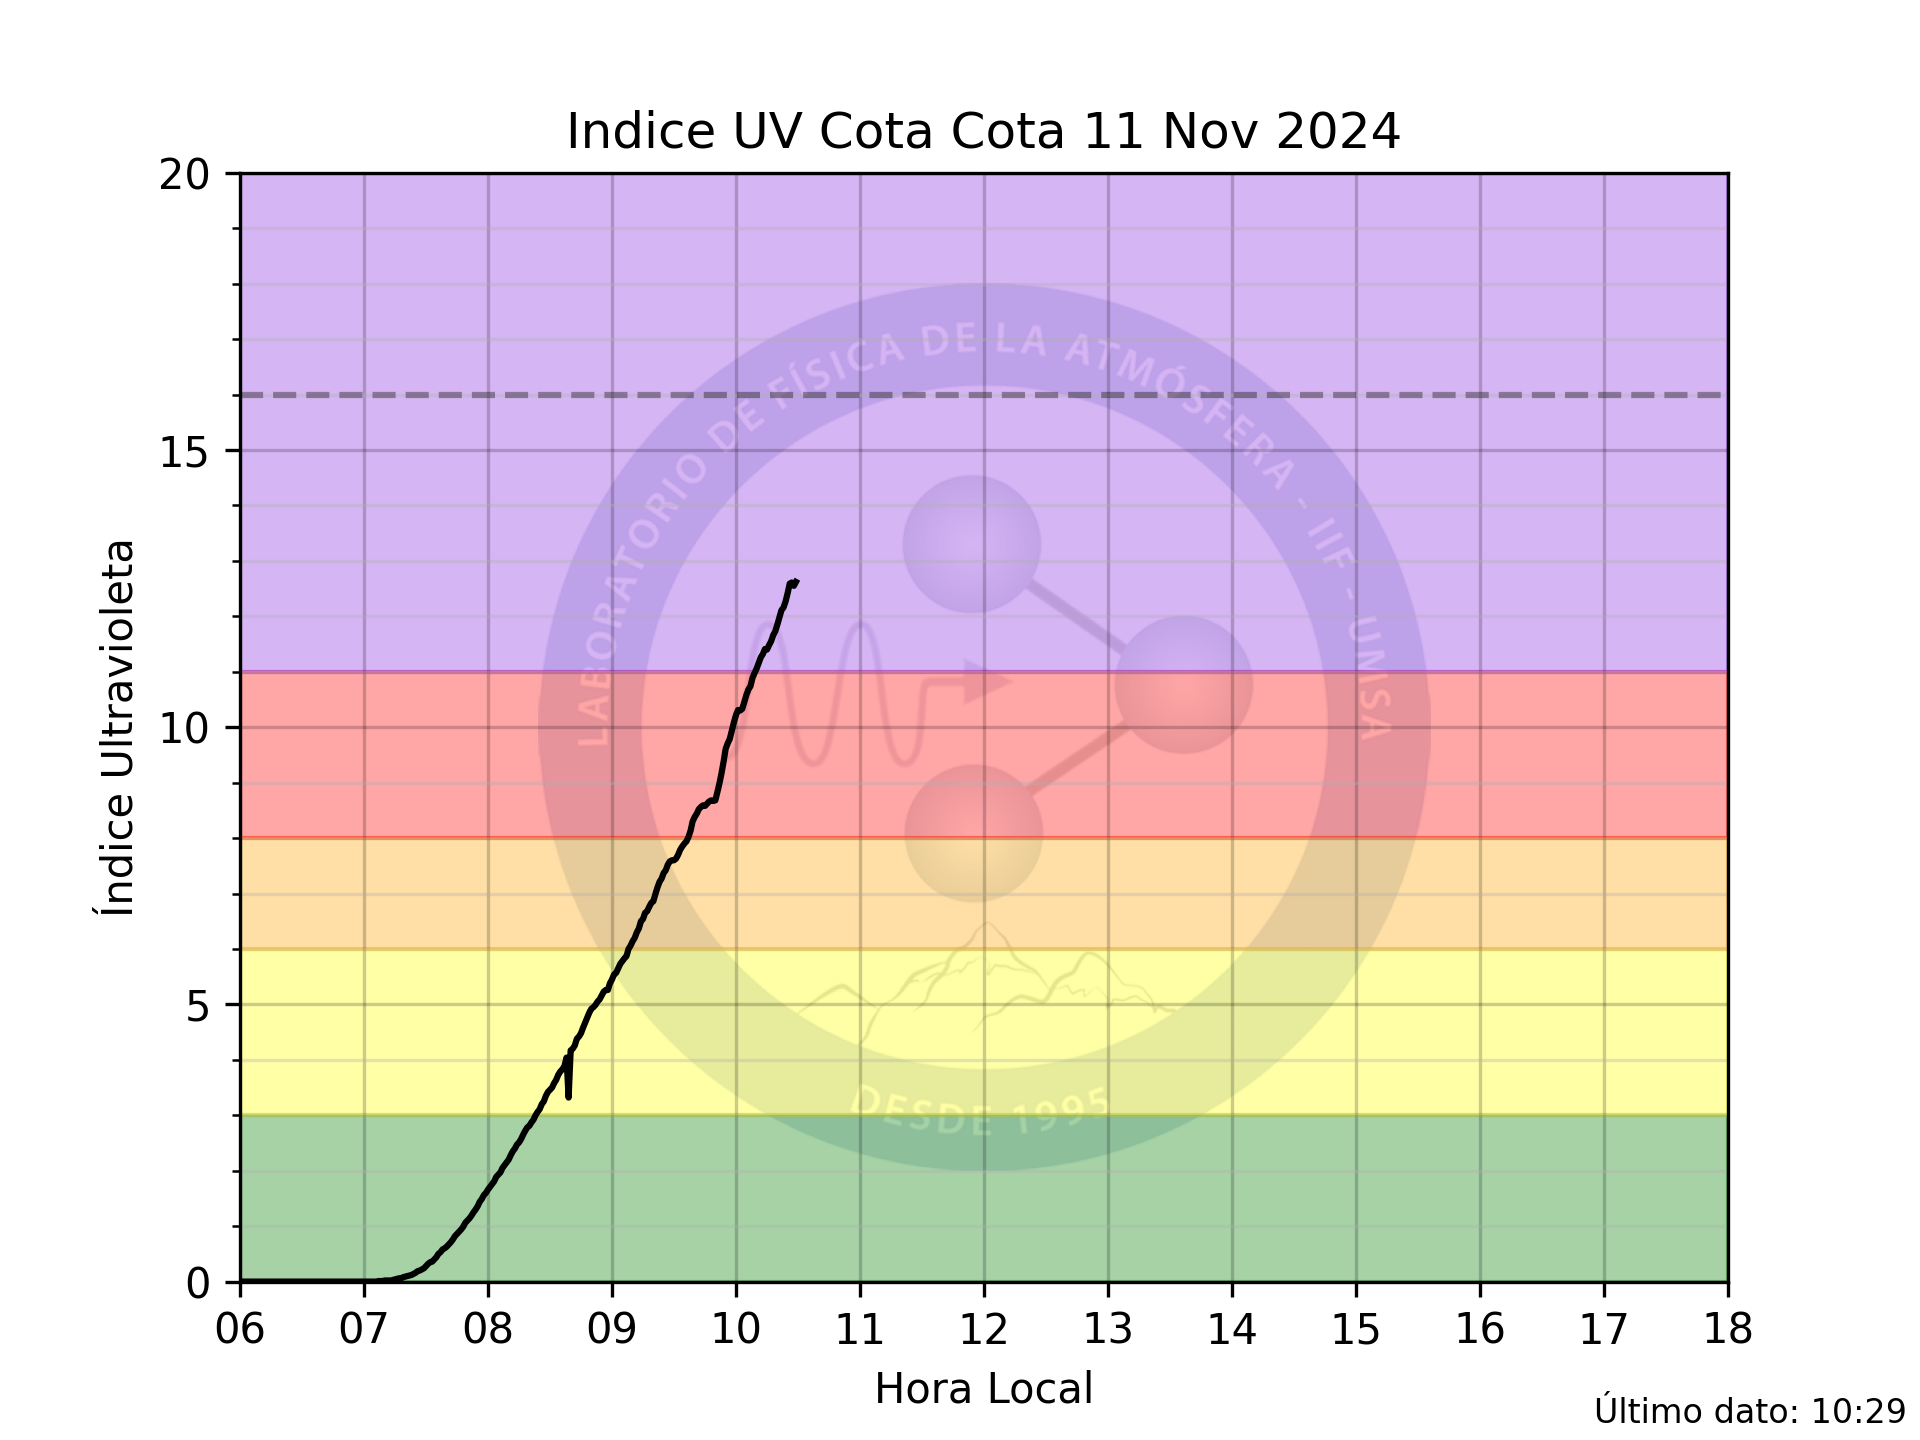 Indice UV Cota Cota 11 Nov 2024
20
15
10
5
0
Índice Ultravioleta
LABORATORIO DE FÍSICA DE LA ATMÓSFERA - IIF - UMSA
DESDE 1995
06 07 08 09 10 11 12 13 14 15 16 17 18
Hora Local
Último dato: 10:29